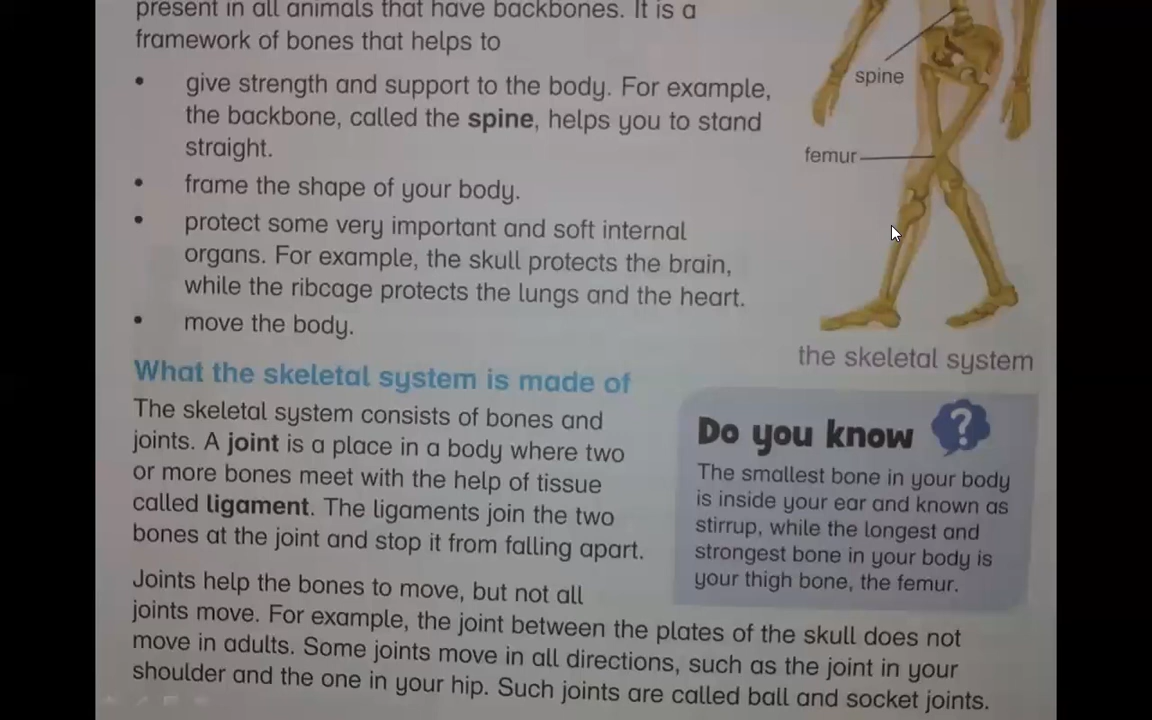 present in all animals that have backbones. It is a
framework of bones that helps to
• give strength and support to the body. For example,
the backbone, called the spine, helps you to stand
straight.
• frame the shape of your body.
• protect some very important and soft internal
organs. For example, the skull protects the brain,
while the ribcage protects the lungs and the heart.
• move the body.
spine
femur
the skeletal system
What the skeletal system is made of
The skeletal system consists of bones and
joints. A joint is a place in a body where two
or more bones meet with the help of tissue
called ligament. The ligaments join the two
bones at the joint and stop it from falling apart.
Do you know
?
The smallest bone in your body
is inside your ear and known as
stirrup, while the longest and
strongest bone in your body is
your thigh bone, the femur.
Joints help the bones to move, but not all
joints move. For example, the joint between the plates of the skull does not
move in adults. Some joints move in all directions, such as the joint in your
shoulder and the one in your hip. Such joints are called ball and socket joints.